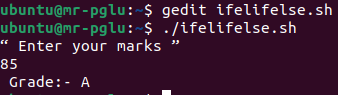 ubuntu@mr-pglu:~$ gedit ifelifelse.sh
ubuntu@mr-pglu:~$ ./ifelifelse.sh
“ Enter your marks ”
85
Grade:- A